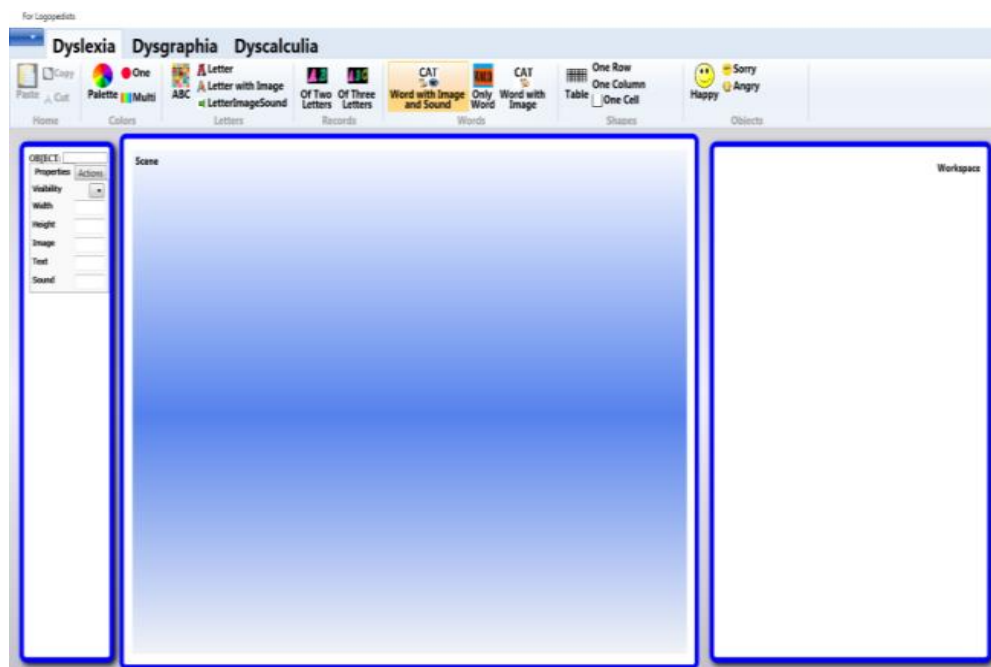 For Logopedists
Dyslexia Dysgraphia Dyscalculia
Paste Copy Cut
Home
Palette One Multi
Colors
ABC Letter
Letter with Image
LetterImageSound
Letters
Of Two Letters Of Three Letters
Records
CAT Word with Image and Sound
Only Word
CAT Word with Image
Words
Table One Row
One Column
One Cell
Shapes
Happy Sorry
Angry
Objects
OBJECT:
Properties Actions
Visibility
Width
Height
Image
Text
Sound
Scene
Workspace